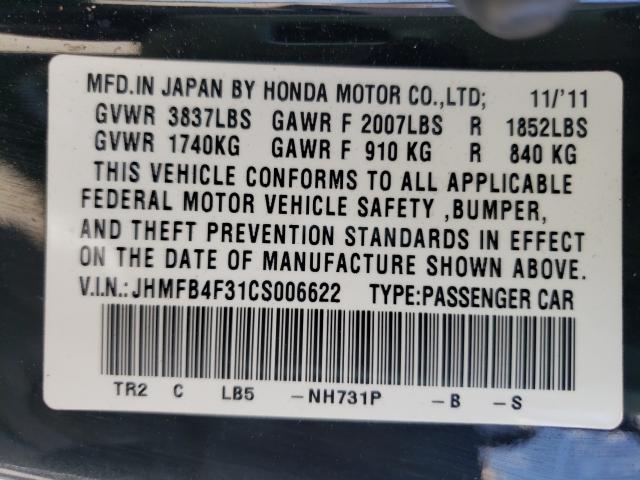 MFD.IN JAPAN BY HONDA MOTOR CO.,LTD; 11/'11
GVWR 3837LBS GAWR F 2007LBS R 1852LBS
GVWR 1740KG GAWR F 910 KG R 840 KG
THIS VEHICLE CONFORMS TO ALL APPLICABLE
FEDERAL MOTOR VEHICLE SAFETY ,BUMPER,
AND THEFT PREVENTION STANDARDS IN EFFECT
ON THE DATE OF MANUFACTURE SHOWN ABOVE.
V.I.N.:JHMFB4F31CS006622 TYPE:PASSENGER CAR
TR2 C LB5 -NH731P -B -S